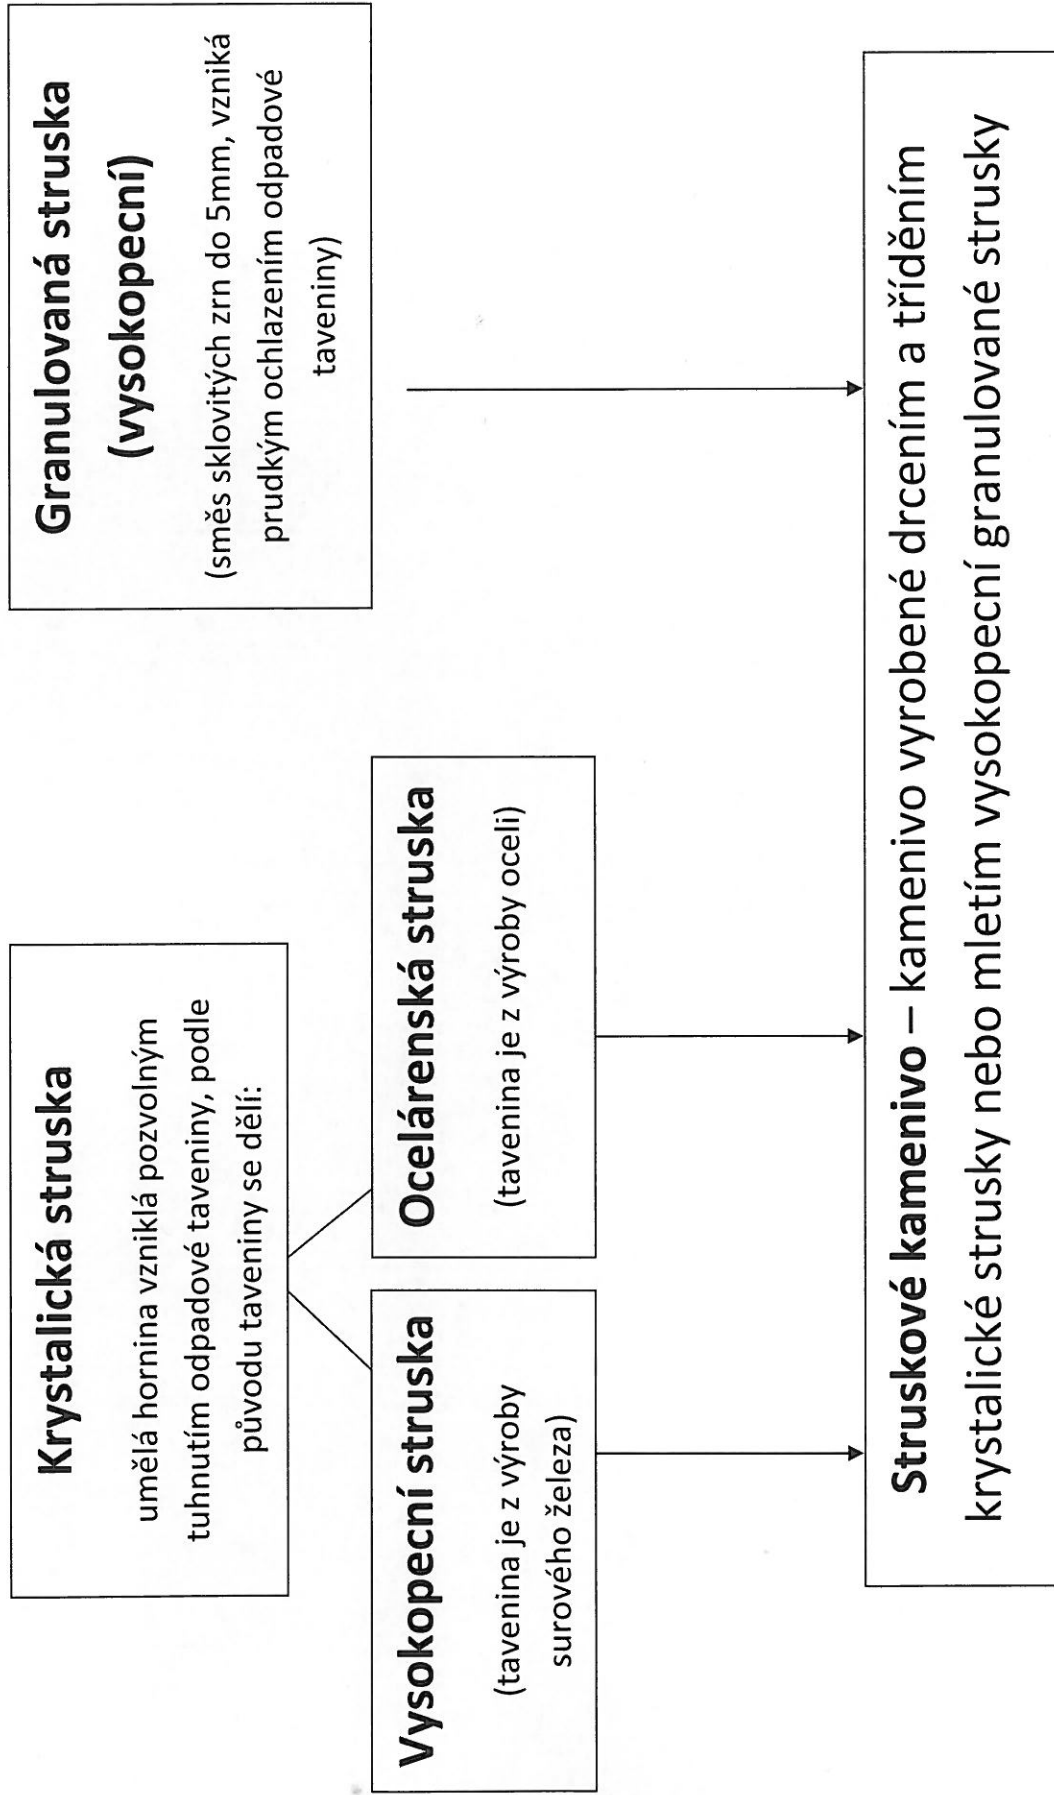 Krystalická struska
umělá hornina vzniklá pozvolným
tuhnutím odpadové taveniny, podle
původu taveniny se dělí:
Granulovaná struska
(vysokopecní)
(směs sklovitých zrn do 5mm, vzniká
prudkým ochlazením odpadové
taveniny)
Vysokopecní struska
(tavenina je z výroby
surového železa)
Ocelárenská struska
(tavenina je z výroby oceli)
Struskové kamenivo – kamenivo vyrobené drcením a tříděním
krystalické strusky nebo mletím vysokopecní granulované strusky